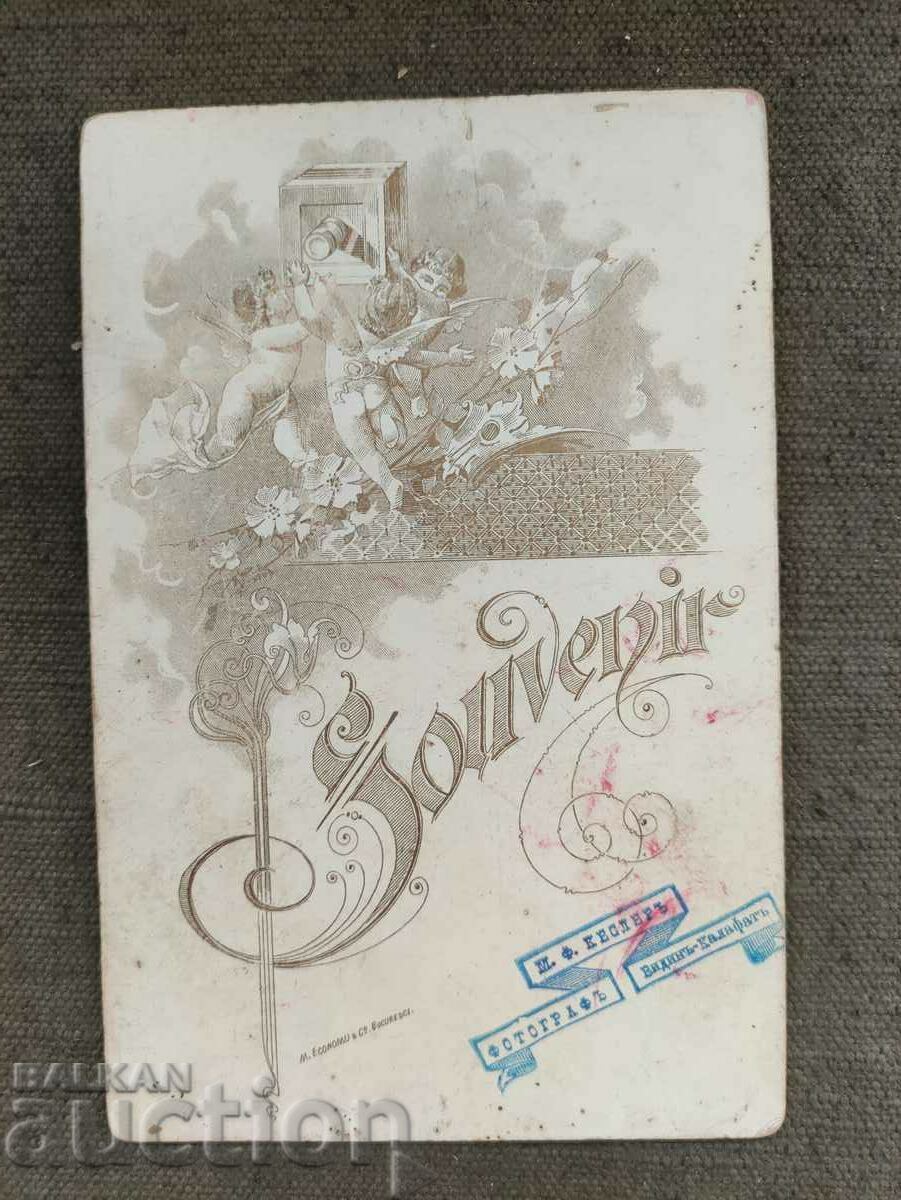 Souvenir
М. Ф. КЕСЛЕРЪ
ФОТОГРАФЪ
Видинъ-Калафатъ
M. ECONOMU & Cº. BUCURESCI.
BALKAN
auction